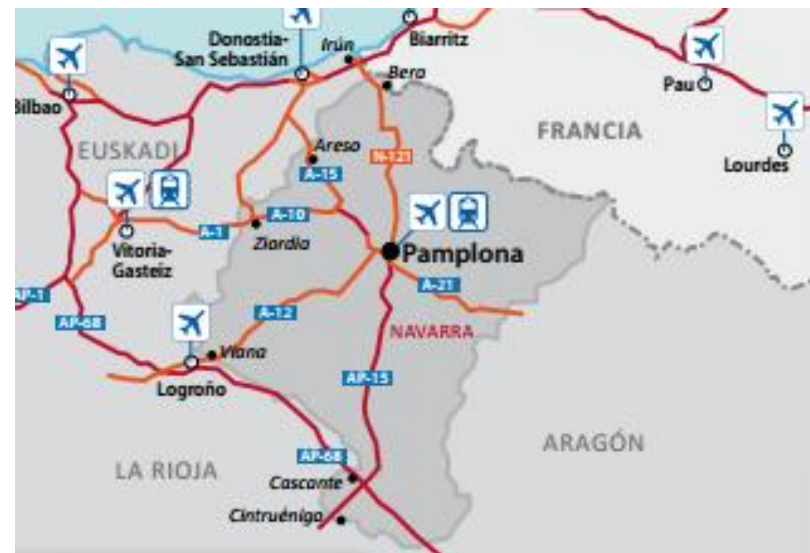 Donostia-
San Sebastián
Irún
Biarritz
Bera
Pau
Bilbao
FRANCIA
EUSKADI
Areso
N-121
Lourdes
A-15
A-10
A-1
Ziordia
Vitoria-
Gasteiz
Pamplona
A-21
AP-1
A-12
AP-68
NAVARRA
Viana
Logroño
AP-15
ARAGÓN
AP-68
LA RIOJA
Cascante
Cintruénigo